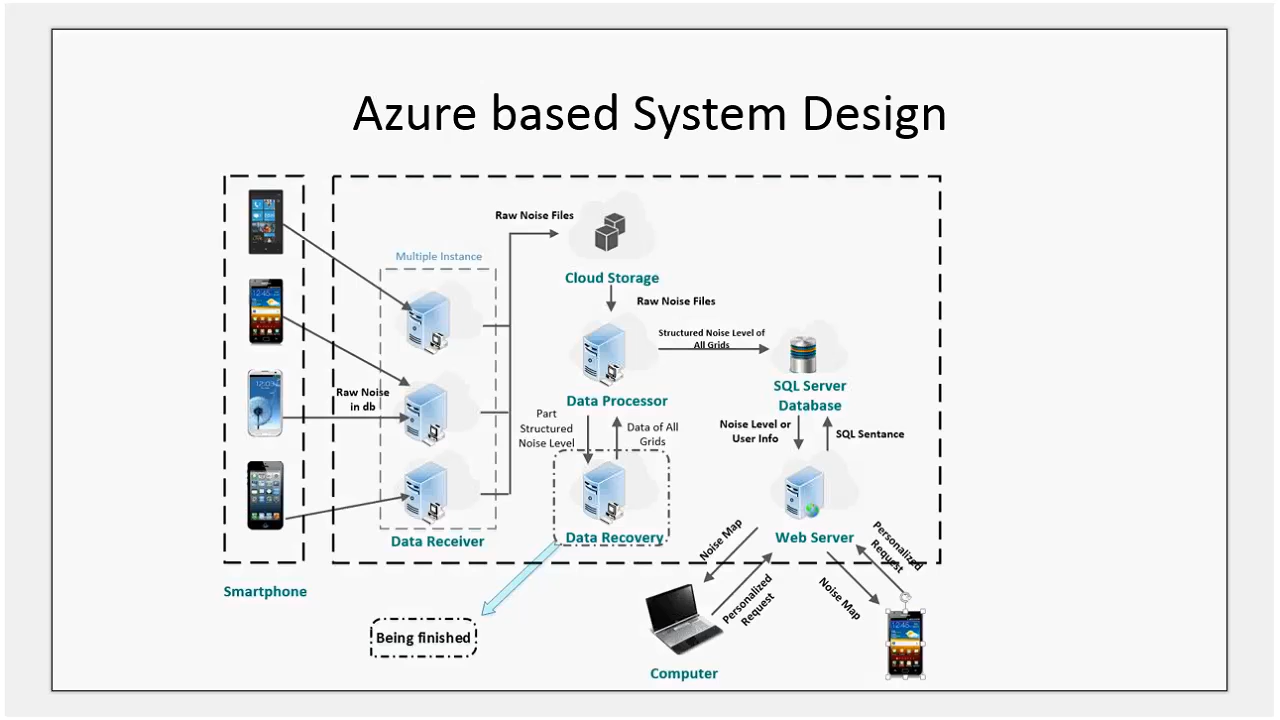 Azure based System Design
Raw Noise Files
Multiple Instance
Cloud Storage
Raw Noise Files
Structured Noise Level of
All Grids
SQL Server
Database
Data Processor
Raw Noise
in db
Part
Structured
Noise Level
Data of All
Grids
Noise Level or
User Info
SQL Sentance
Data Receiver
Data Recovery
Web Server
Noise Map
Personalized
Request
Personalized
Request
Noise Map
Smartphone
Being finished
Computer